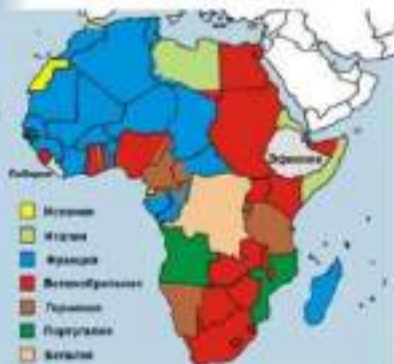 Эфиопия
Либерия
Испания
Италия
Франция
Великобритания
Германия
Португалия
Бельгия